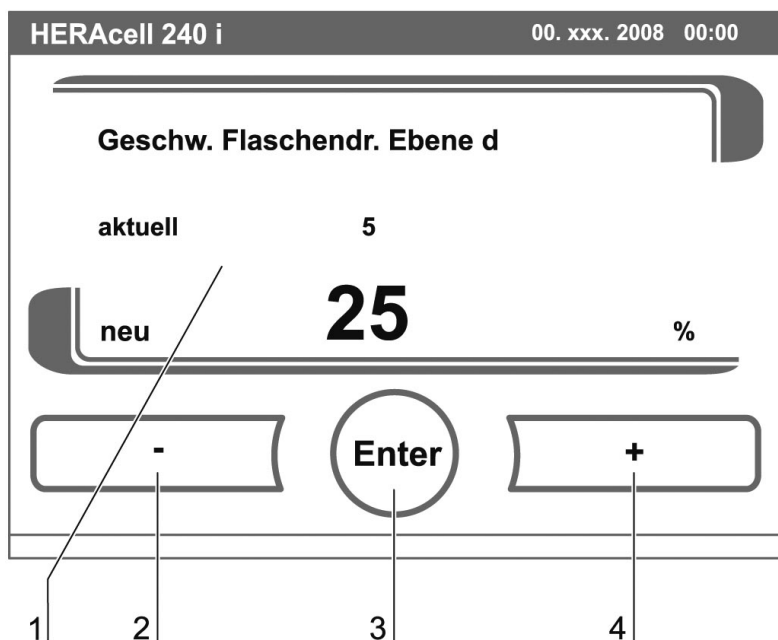 HERAcell 240 i 00. xxx. 2008 00:00
Geschw. Flaschendr. Ebene d
aktuell 5
neu 25 %
- Enter +
1 2 3 4